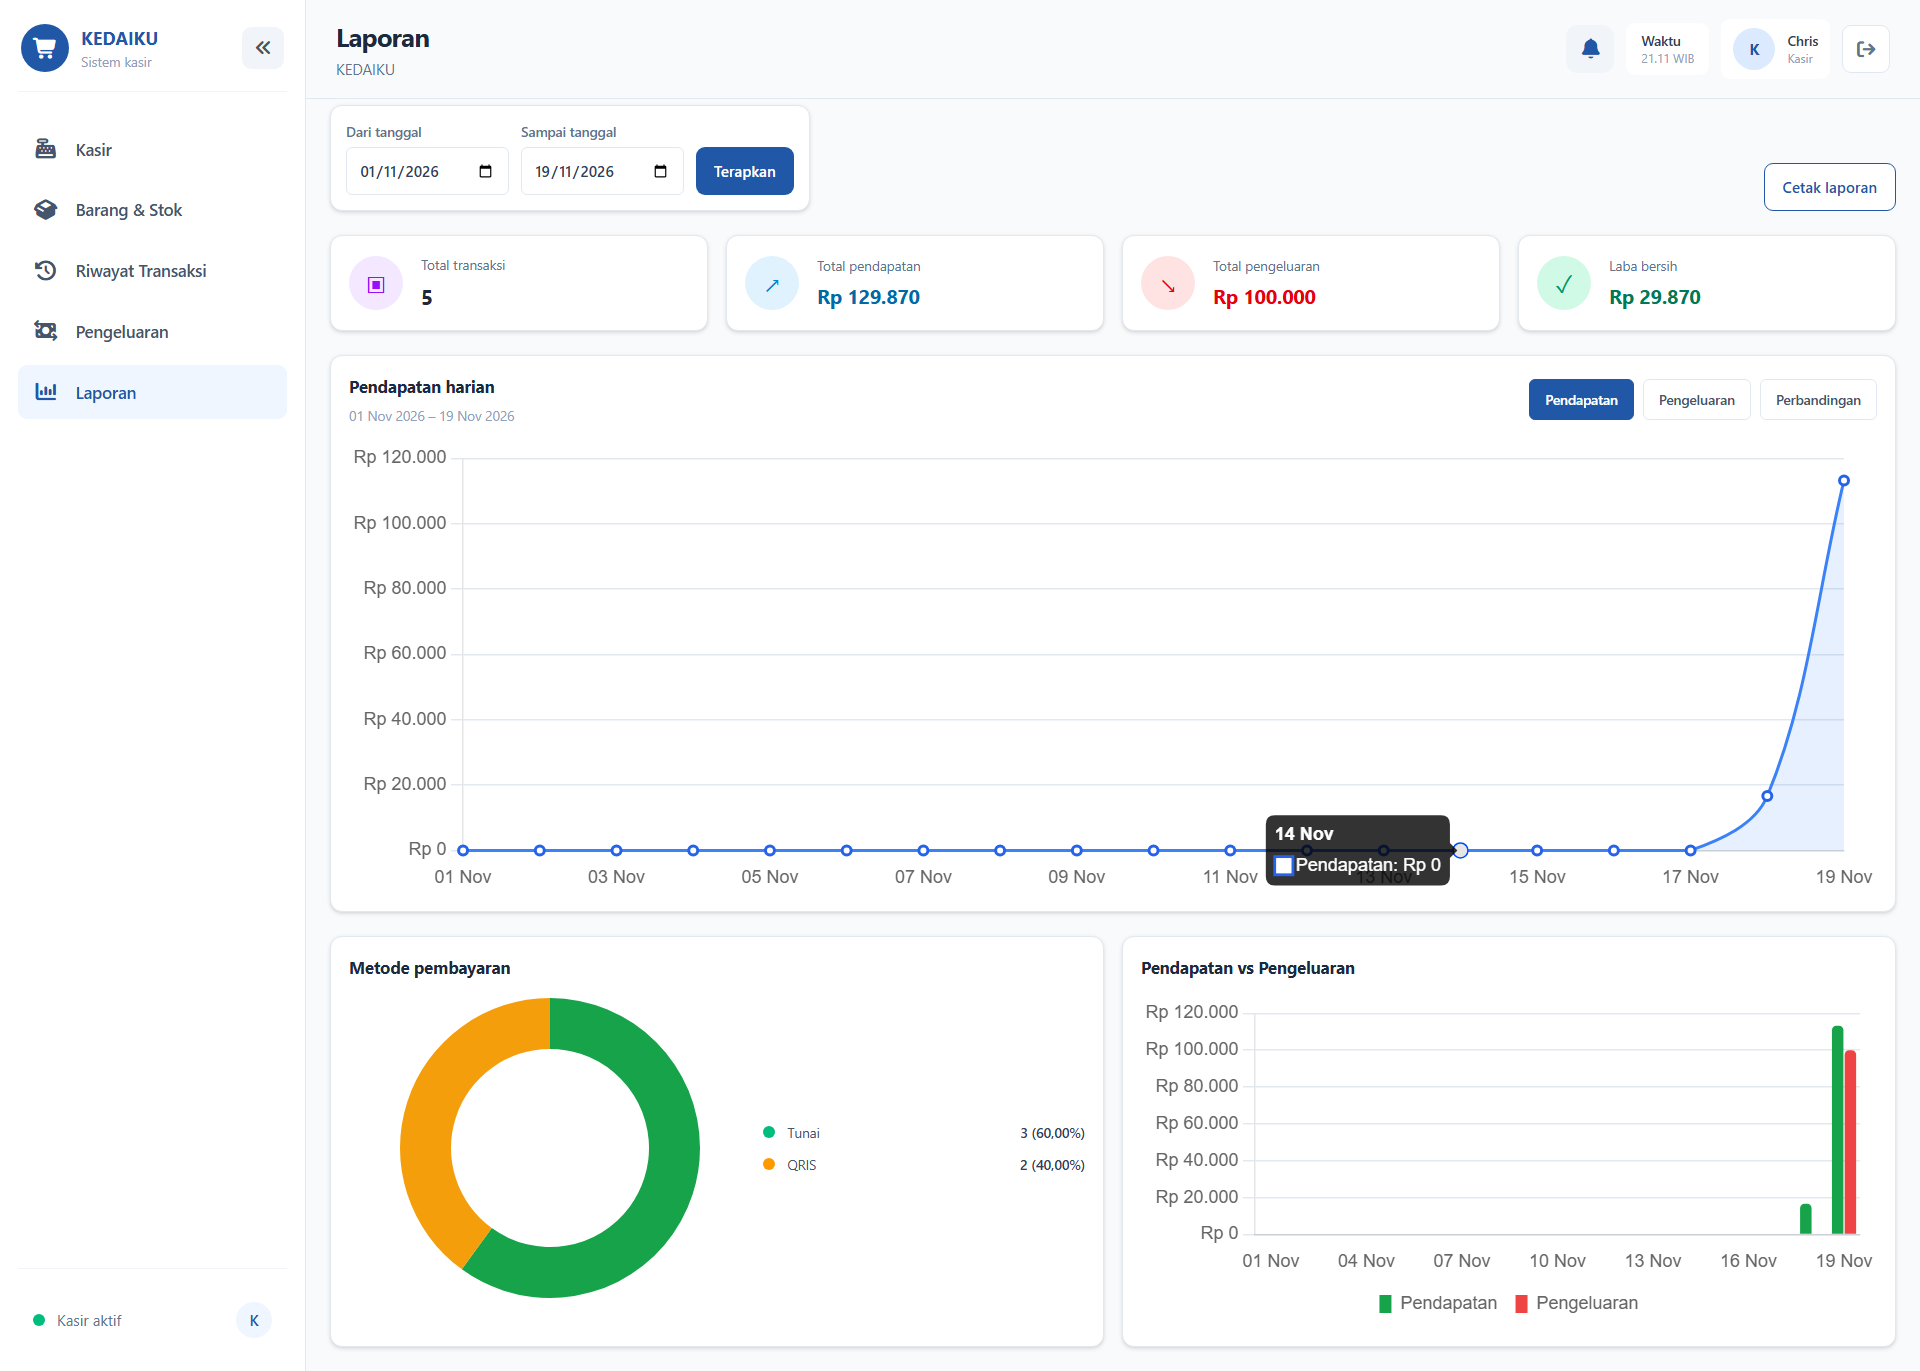 KEDAIKU
Sistem kasir
Kasir
Barang & Stok
Riwayat Transaksi
Pengeluaran
Laporan
Kasir aktif
K
Laporan
KEDAIKU
Waktu
21.11 WIB
K
Chris
Kasir
Dari tanggal
01/11/2026
Sampai tanggal
19/11/2026
Terapkan
Cetak laporan
Total transaksi
5
Total pendapatan
Rp 129.870
Total pengeluaran
Rp 100.000
Laba bersih
Rp 29.870
Pendapatan harian
01 Nov 2026 – 19 Nov 2026
Pendapatan
Pengeluaran
Perbandingan
Rp 120.000
Rp 100.000
Rp 80.000
Rp 60.000
Rp 40.000
Rp 20.000
Rp 0
14 Nov
Pendapatan: Rp 0
01 Nov 03 Nov 05 Nov 07 Nov 09 Nov 11 Nov 13 Nov 15 Nov 17 Nov 19 Nov
Metode pembayaran
Tunai 3 (60,00%)
QRIS 2 (40,00%)
Pendapatan vs Pengeluaran
Rp 120.000
Rp 100.000
Rp 80.000
Rp 60.000
Rp 40.000
Rp 20.000
Rp 0
01 Nov 04 Nov 07 Nov 10 Nov 13 Nov 16 Nov 19 Nov
Pendapatan Pengeluaran